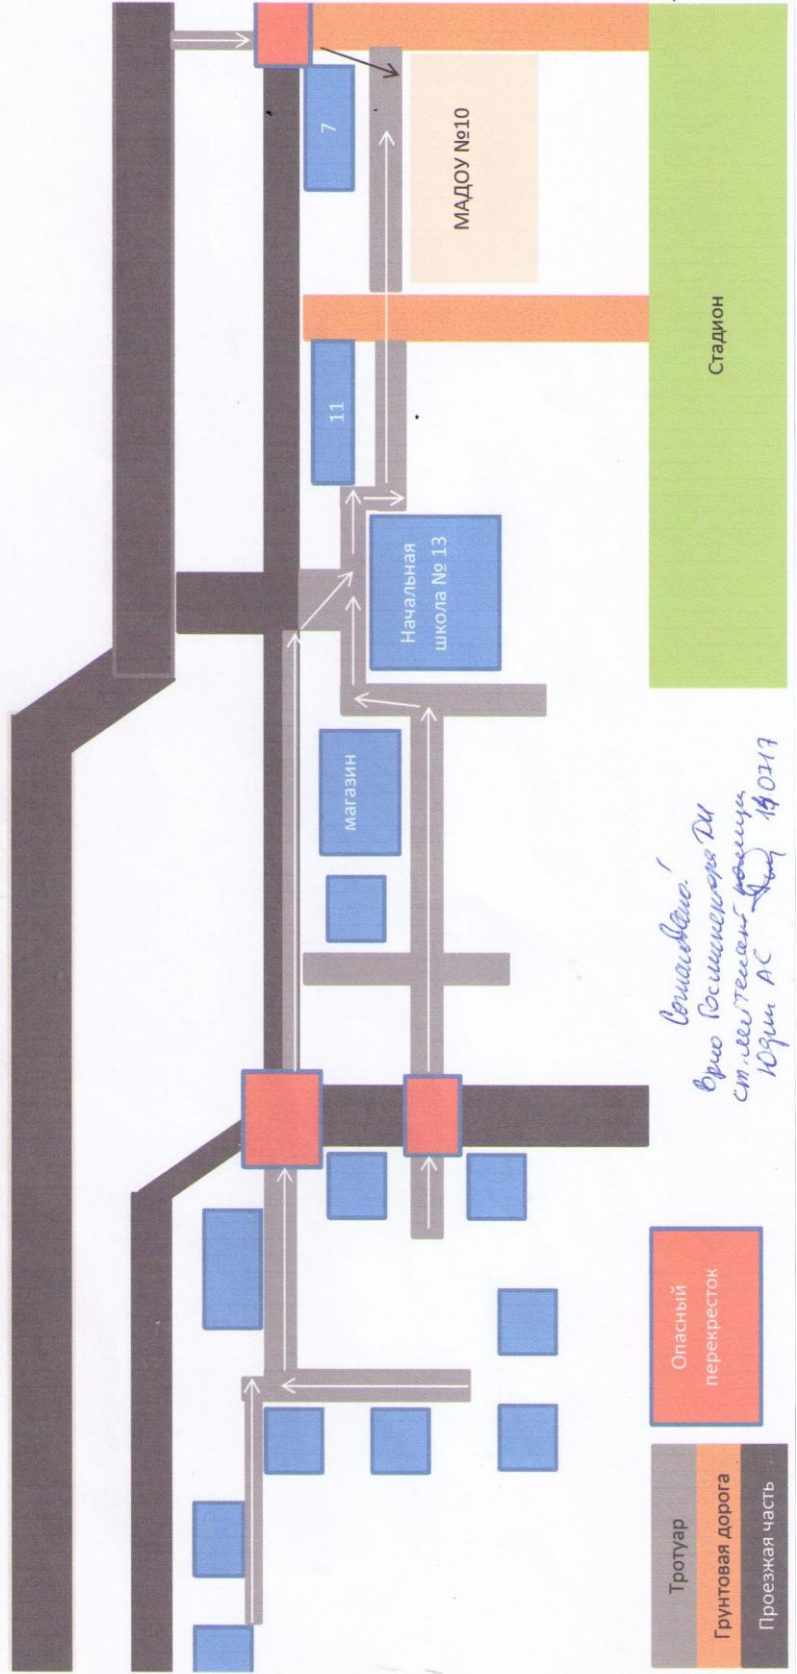 7
МАДОУ №10
11
Стадион
Начальная
школа № 13
магазин
Согласовано!
Врио Госинспектора ДИ
ст. лейтенант полиции
Юдин АС
Опасный
перекресток
Тротуар
Грунтовая дорога
Проезжая часть